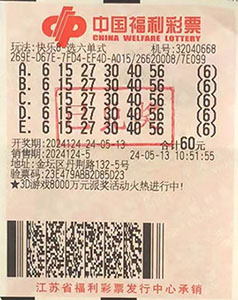 中国福利彩票
CHINA WELFARE LOTTERY
玩法:快乐8-选六单式 机号:32040668
269E-D67E-7FD4-EF4D-A015/26620008/7E099
A. 6 15 27 30 40 56 (6)
B. 6 15 27 30 40 56 (6)
C. 6 15 27 30 40 56 (6)
D. 6 15 27 30 40 56 (6)
E. 6 15 27 30 40 56 (6)
开奖期:2024124 24-05-13 合计60元
销售期:2024124-5 24-05-13 10:51:55
地址:金坛区丹荆路132-5号
验票码:23E479ABB2D85D23
★3D游戏8000万元派奖活动火热进行中!
江苏省福利彩票发行中心承销